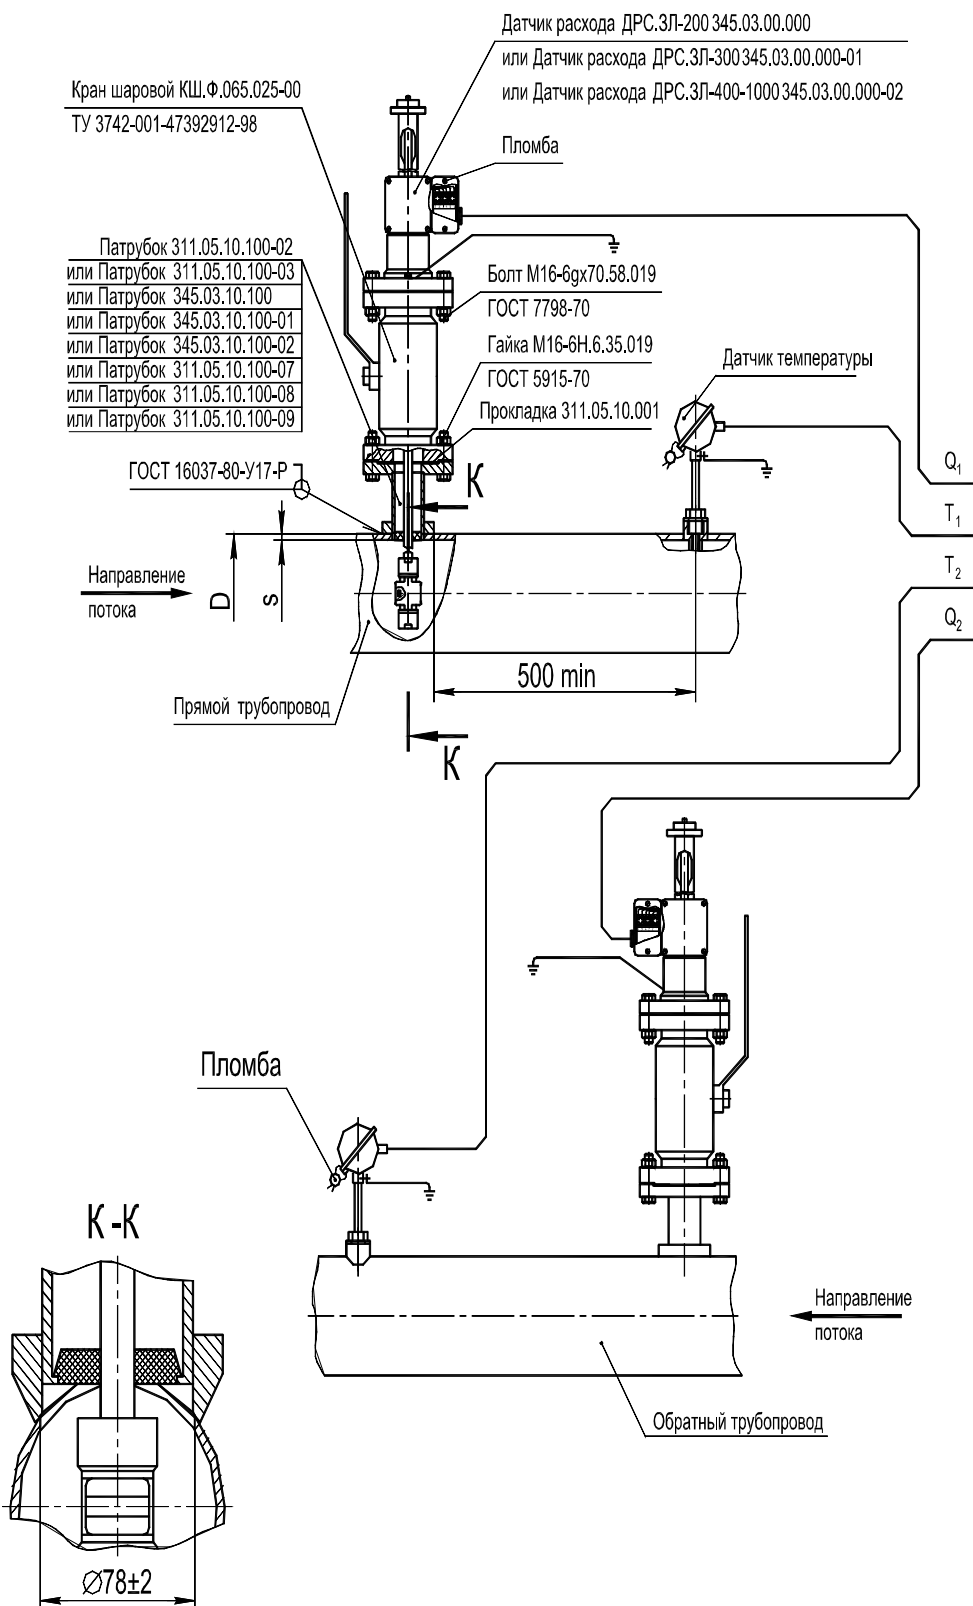 Датчик расхода ДРС.ЗЛ-200 345.03.00.000
или Датчик расхода ДРС.ЗЛ-300 345.03.00.000-01
или Датчик расхода ДРС.ЗЛ-400-1000 345.03.00.000-02
Кран шаровой КШ.Ф.065.025-00
ТУ 3742-001-47392912-98
Пломба
Патрубок 311.05.10.100-02
или Патрубок 311.05.10.100-03
или Патрубок 345.03.10.100
или Патрубок 345.03.10.100-01
или Патрубок 345.03.10.100-02
или Патрубок 311.05.10.100-07
или Патрубок 311.05.10.100-08
или Патрубок 311.05.10.100-09
Болт М16-6gх70.58.019
ГОСТ 7798-70
Гайка М16-6Н.6.35.019
ГОСТ 5915-70
Прокладка 311.05.10.001
Датчик температуры
ГОСТ 16037-80-У17-Р
К
Q1
T1
T2
Q2
Направление
потока
D
s
500 min
Прямой трубопровод
К
Пломба
К-К
Направление
потока
Обратный трубопровод
Ø78±2